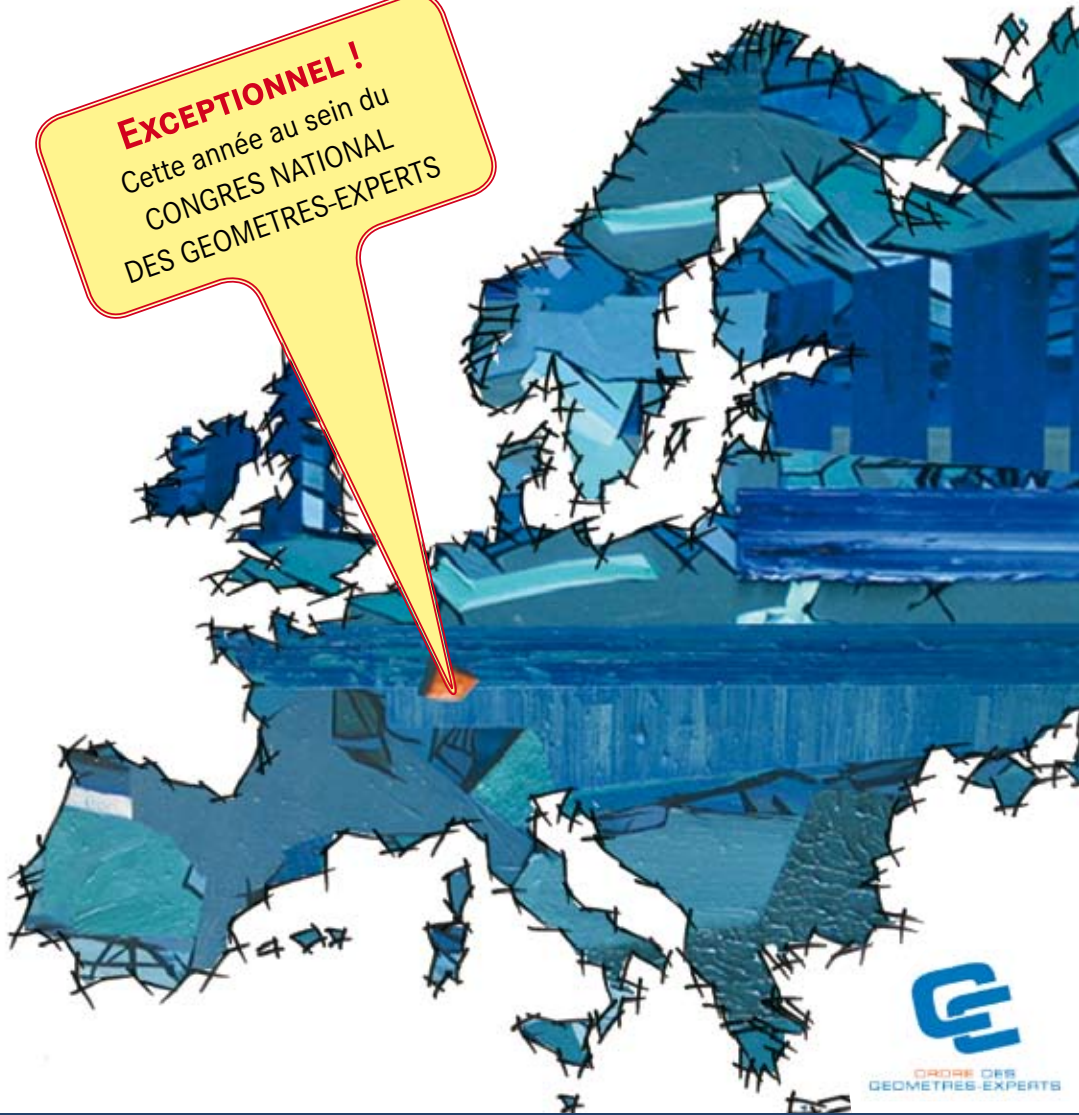 EXCEPTIONNEL !
Cette année au sein du
CONGRES NATIONAL
DES GEOMETRES-EXPERTS
ORDRE DES
GEOMETRES-EXPERTS